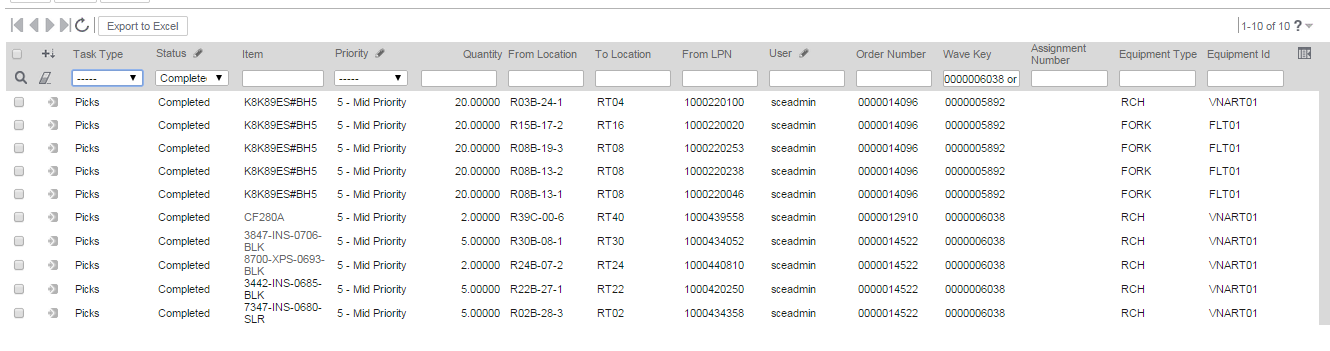 Export to Excel
1-10 of 10 ?
Task Type Status Item Priority Quantity From Location To Location From LPN User Order Number Wave Key Assignment Number Equipment Type Equipment Id
----- Complete ----- 0000006038 or
Picks Completed K8K89ES#BH5 5 - Mid Priority 20.00000 R03B-24-1 RT04 1000220100 sceadmin 0000014096 0000005892 RCH VNART01
Picks Completed K8K89ES#BH5 5 - Mid Priority 20.00000 R15B-17-2 RT16 1000220020 sceadmin 0000014096 0000005892 FORK FLT01
Picks Completed K8K89ES#BH5 5 - Mid Priority 20.00000 R08B-19-3 RT08 1000220253 sceadmin 0000014096 0000005892 FORK FLT01
Picks Completed K8K89ES#BH5 5 - Mid Priority 20.00000 R08B-13-2 RT08 1000220238 sceadmin 0000014096 0000005892 FORK FLT01
Picks Completed K8K89ES#BH5 5 - Mid Priority 20.00000 R08B-13-1 RT08 1000220046 sceadmin 0000014096 0000005892 FORK FLT01
Picks Completed CF280A 5 - Mid Priority 2.00000 R39C-00-6 RT40 1000439558 sceadmin 0000012910 0000006038 RCH VNART01
Picks Completed 3847-INS-0706-BLK 5 - Mid Priority 5.00000 R30B-08-1 RT30 1000434052 sceadmin 0000014522 0000006038 RCH VNART01
Picks Completed 8700-XPS-0693-BLK 5 - Mid Priority 2.00000 R24B-07-2 RT24 1000440810 sceadmin 0000014522 0000006038 RCH VNART01
Picks Completed 3442-INS-0685-BLK 5 - Mid Priority 5.00000 R22B-27-1 RT22 1000420250 sceadmin 0000014522 0000006038 RCH VNART01
Picks Completed 7347-INS-0680-SLR 5 - Mid Priority 5.00000 R02B-28-3 RT02 1000434358 sceadmin 0000014522 0000006038 RCH VNART01